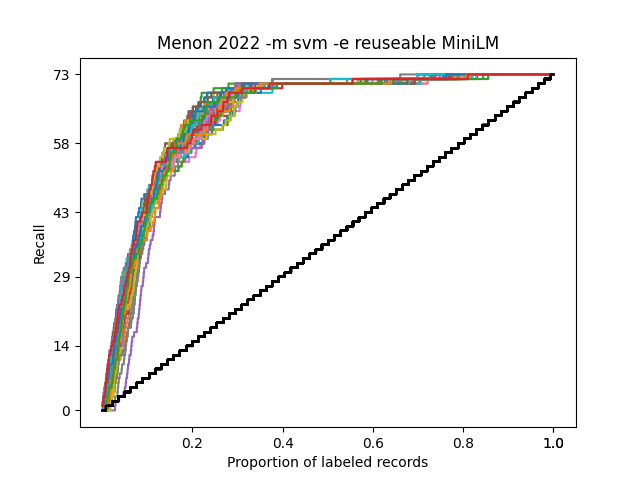 Menon 2022 -m svm -e reuseable MiniLM
73
58
43
29
14
0
Recall
0.2 0.4 0.6 0.8 1.0
Proportion of labeled records